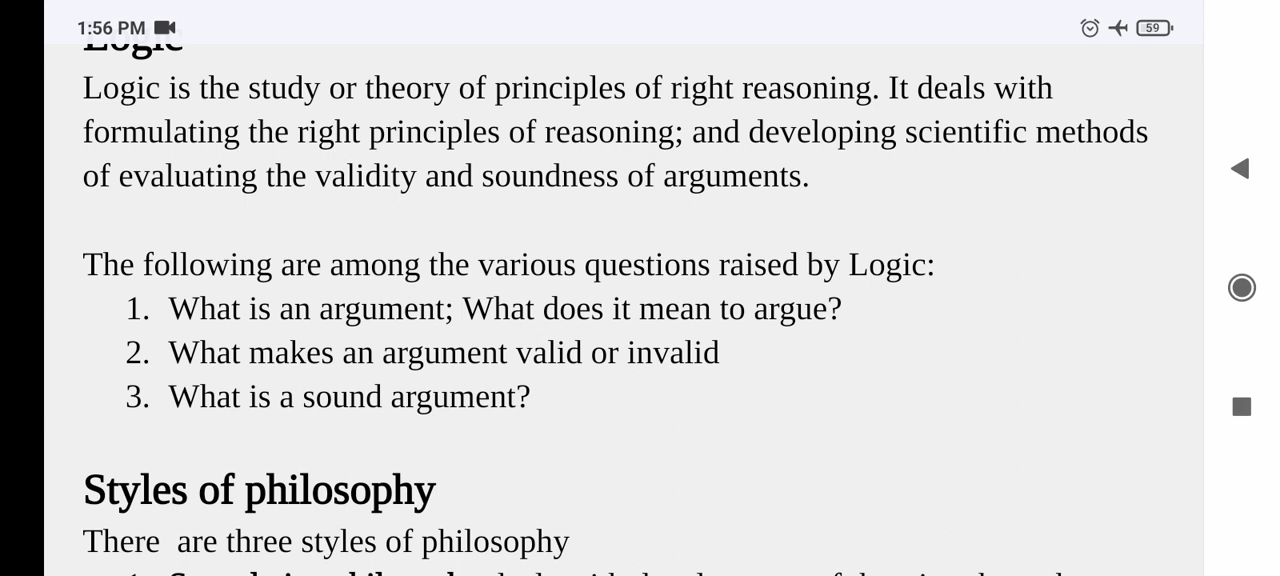 1:56 PM
59
Logic
Logic is the study or theory of principles of right reasoning. It deals with
formulating the right principles of reasoning; and developing scientific methods
of evaluating the validity and soundness of arguments.
The following are among the various questions raised by Logic:
1. What is an argument; What does it mean to argue?
2. What makes an argument valid or invalid
3. What is a sound argument?
Styles of philosophy
There are three styles of philosophy